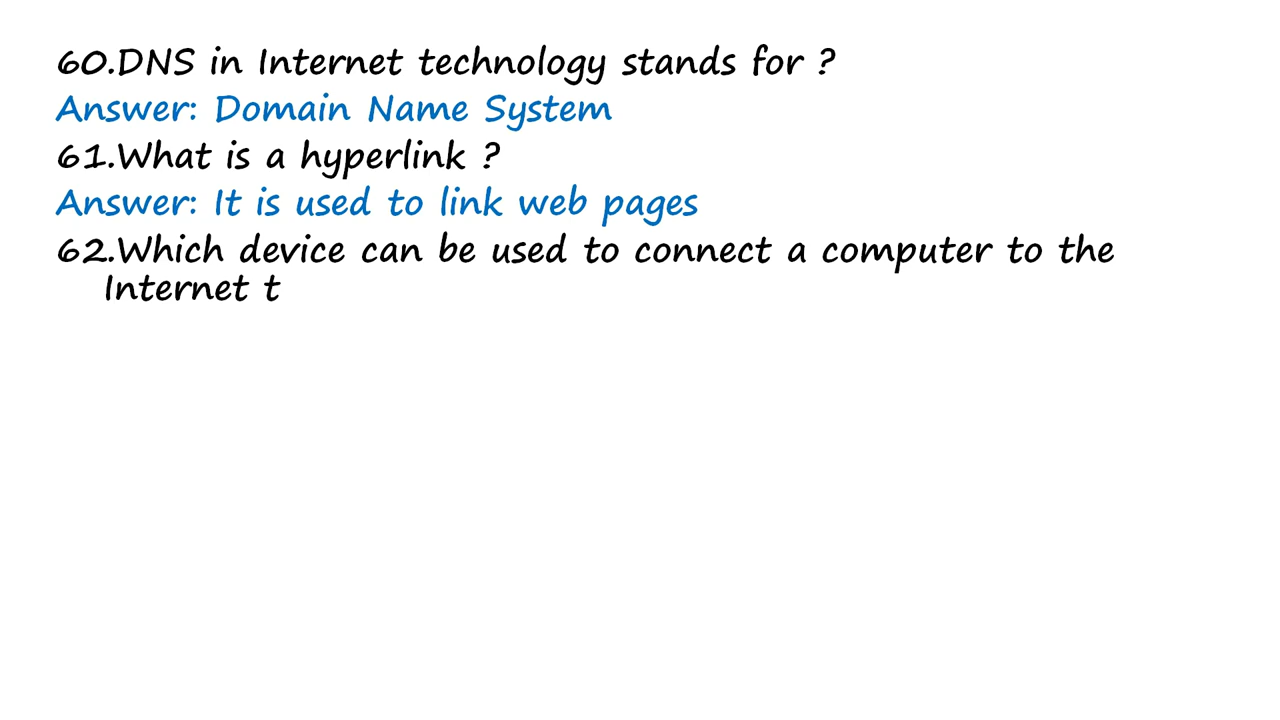 60.DNS in Internet technology stands for ?
Answer: Domain Name System
61.What is a hyperlink ?
Answer: It is used to link web pages
62.Which device can be used to connect a computer to the
Internet t